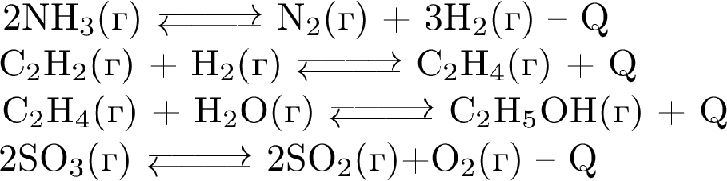 2NH₃(г) ⇌ N₂(г) + 3H₂(г) – Q
C₂H₂(г) + H₂(г) ⇌ C₂H₄(г) + Q
C₂H₄(г) + H₂O(г) ⇌ C₂H₅OH(г) + Q
2SO₃(г) ⇌ 2SO₂(г)+O₂(г) – Q